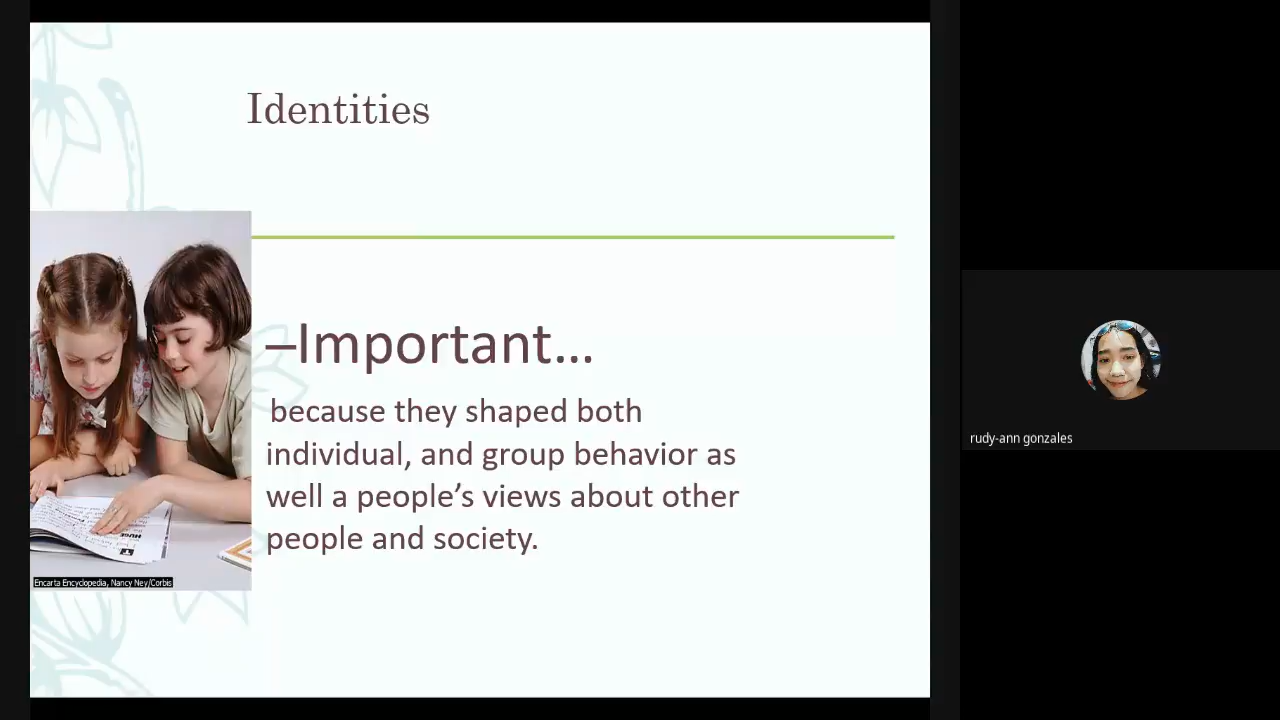 Identities
–Important...
because they shaped both
individual, and group behavior as
well a people’s views about other
people and society.
Encarta Encyclopedia, Nancy Ney/Corbis
rudy-ann gonzales